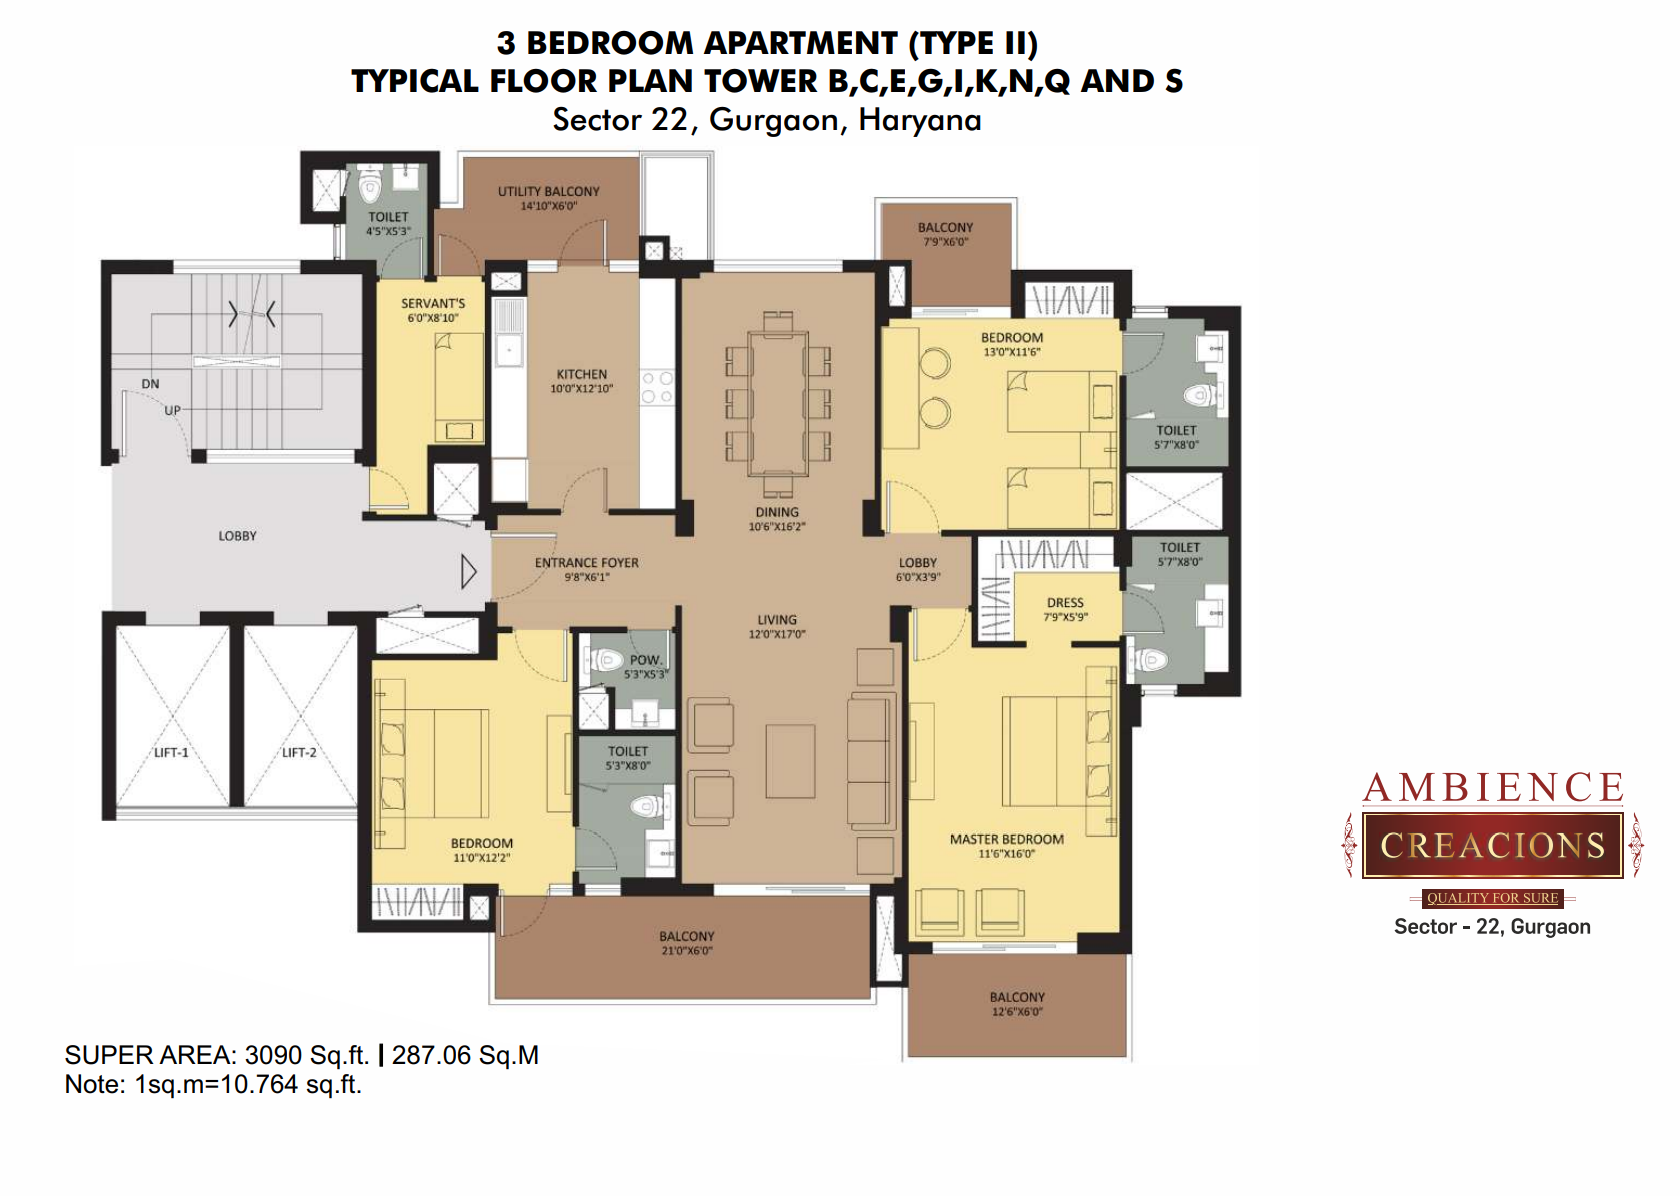 3 BEDROOM APARTMENT (TYPE II)
TYPICAL FLOOR PLAN TOWER B,C,E,G,I,K,N,Q AND S
Sector 22, Gurgaon, Haryana
TOILET
4'5"X5'3"
UTILITY BALCONY
14'10"X6'0"
BALCONY
7'9"X6'0"
SERVANT'S
6'0"X8'10"
BEDROOM
13'0"X11'6"
KITCHEN
10'0"X12'10"
DN
UP
TOILET
5'7"X8'0"
DINING
10'6"X16'2"
LOBBY
ENTRANCE FOYER
9'8"X6'1"
LOBBY
6'0"X3'9"
TOILET
5'7"X8'0"
DRESS
7'9"X5'9"
LIVING
12'0"X17'0"
POW.
5'3"X5'3"
LIFT-1
LIFT-2
TOILET
5'3"X8'0"
BEDROOM
11'0"X12'2"
MASTER BEDROOM
11'6"X16'0"
BALCONY
21'0"X6'0"
BALCONY
12'6"X6'0"
AMBIENCE
CREACIONS
QUALITY FOR SURE
Sector - 22, Gurgaon
SUPER AREA: 3090 Sq.ft. | 287.06 Sq.M
Note: 1sq.m=10.764 sq.ft.